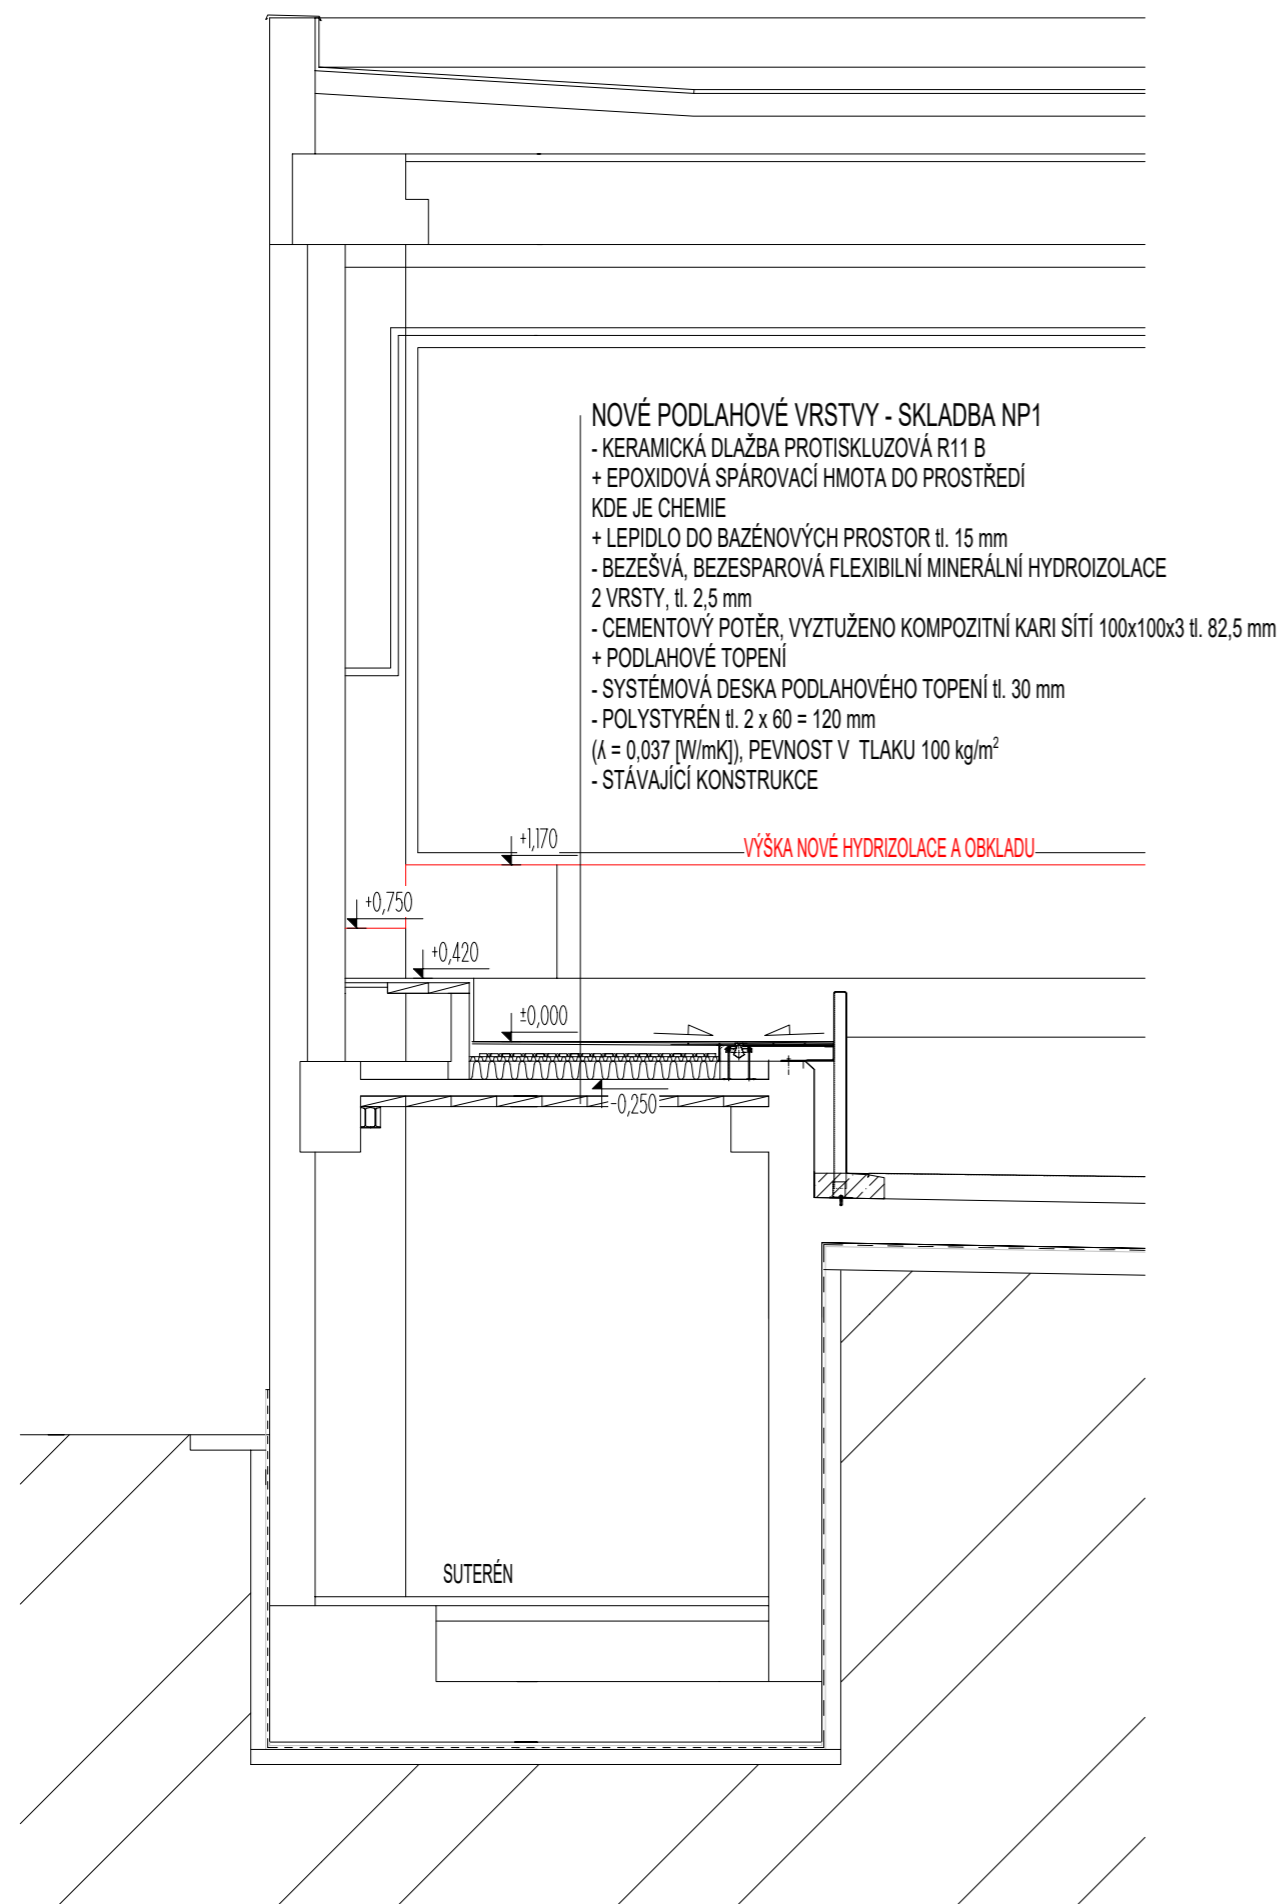 NOVÉ PODLAHOVÉ VRSTVY - SKLADBA NP1
- KERAMICKÁ DLAŽBA PROTISKLUZOVÁ R11 B
+ EPOXIDOVÁ SPÁROVACÍ HMOTA DO PROSTŘEDÍ
KDE JE CHEMIE
+ LEPIDLO DO BAZÉNOVÝCH PROSTOR tl. 15 mm
- BEZEŠVÁ, BEZESPAROVÁ FLEXIBILNÍ MINERÁLNÍ HYDROIZOLACE
2 VRSTY, tl. 2,5 mm
- CEMENTOVÝ POTĚR, VYZTUŽENO KOMPOZITNÍ KARI SÍTÍ 100x100x3 tl. 82,5 mm
+ PODLAHOVÉ TOPENÍ
- SYSTÉMOVÁ DESKA PODLAHOVÉHO TOPENÍ tl. 30 mm
- POLYSTYRÉN tl. 2 x 60 = 120 mm
(ʎ = 0,037 [W/mK]), PEVNOST V TLAKU 100 kg/m²
- STÁVAJÍCÍ KONSTRUKCE
+1,170
VÝŠKA NOVÉ HYDRIZOLACE A OBKLADU
+0,750
+0,420
±0,000
-0,250
SUTERÉN